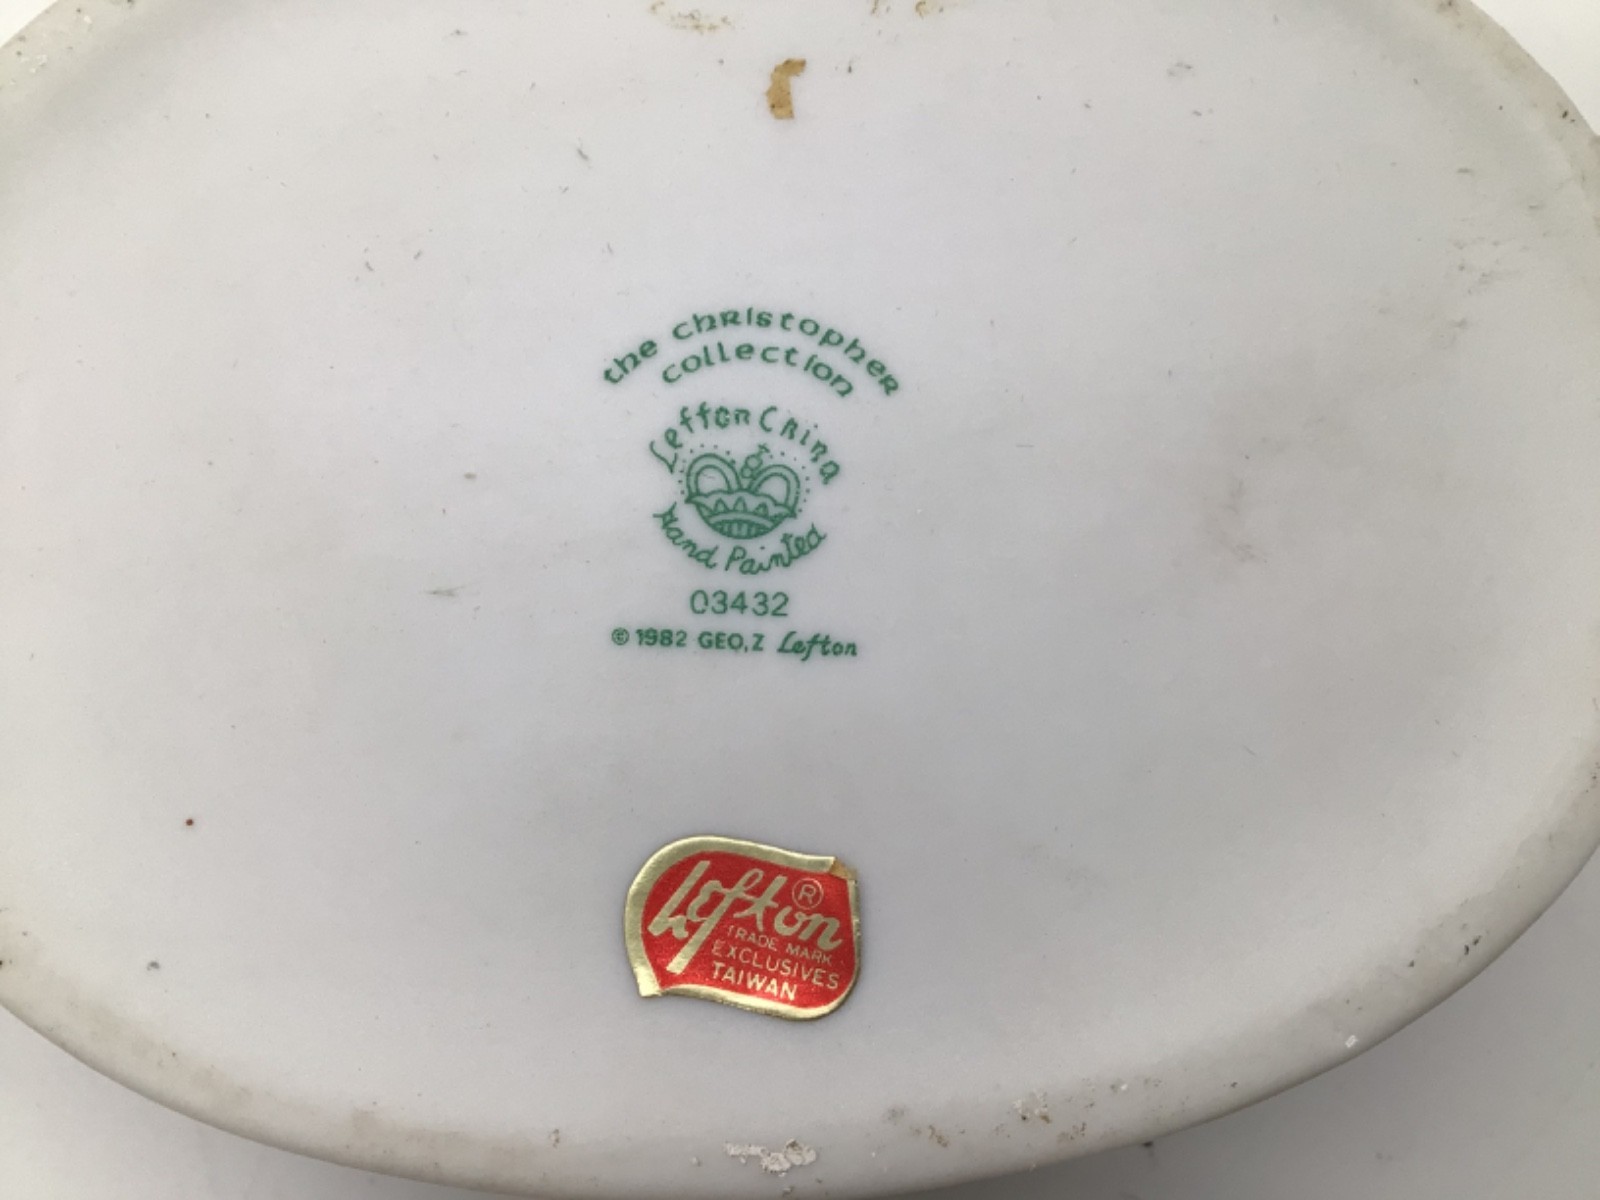 the christopher
collection
Lefton China
Hand Painted
03432
© 1982 GEO. Z Lefton
Lefton®
TRADE MARK
EXCLUSIVES
TAIWAN